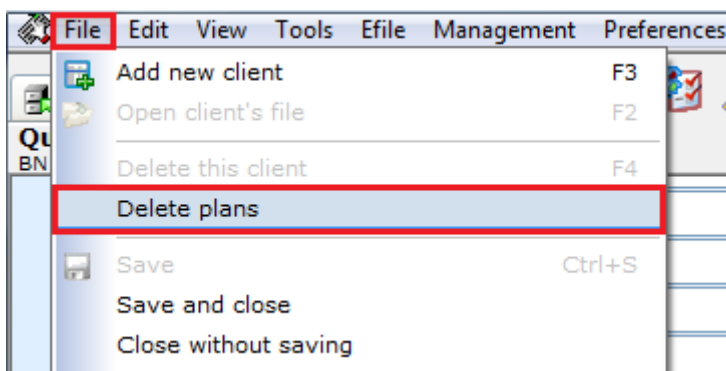 File Edit View Tools Efile Management Preferences
Add new client F3
Open client's file F2
Qu
BN
Delete this client F4
Delete plans
Save Ctrl+S
Save and close
Close without saving